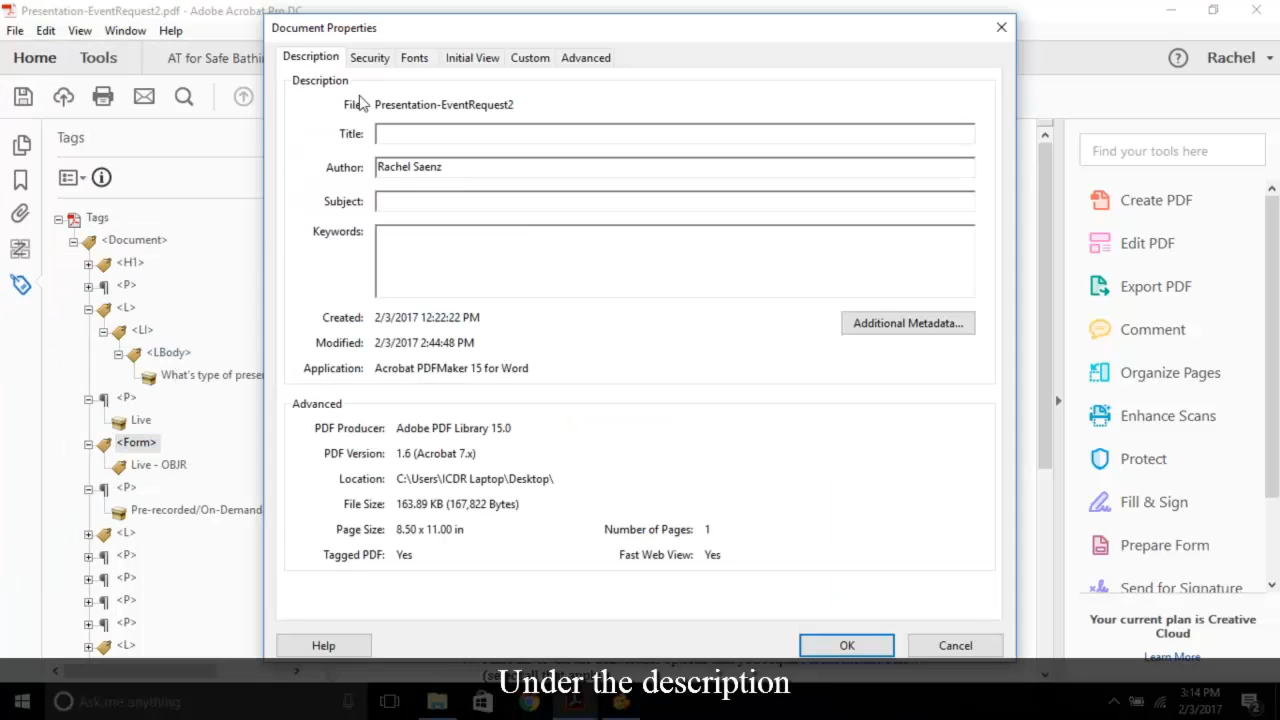 Presentation-EventRequest2.pdf - Adobe Acrobat Pro DC
File Edit View Window Help
Home Tools AT for Safe Bathi
Rachel
Tags
Tags
<Document>
<H1>
<P>
<L>
<LI>
<LBody>
What's type of prese
<P>
Live
<Form>
Live - OBJR
<P>
Pre-recorded/On-Demand
<L>
<P>
<P>
<P>
<P>
<L>
Document Properties
Description Security Fonts Initial View Custom Advanced
Description
File: Presentation-EventRequest2
Title:
Author: Rachel Saenz
Subject:
Keywords:
Created: 2/3/2017 12:22:22 PM
Additional Metadata...
Modified: 2/3/2017 2:44:48 PM
Application: Acrobat PDFMaker 15 for Word
Advanced
PDF Producer: Adobe PDF Library 15.0
PDF Version: 1.6 (Acrobat 7.x)
Location: C:\Users\ICDR Laptop\Desktop\
File Size: 163.89 KB (167,822 Bytes)
Page Size: 8.50 x 11.00 in Number of Pages: 1
Tagged PDF: Yes Fast Web View: Yes
Help OK Cancel
Find your tools here
Create PDF
Edit PDF
Export PDF
Comment
Organize Pages
Enhance Scans
Protect
Fill & Sign
Prepare Form
Send for Signature
Your current plan is Creative
Cloud
Learn More
Under the description
Ask me anything
3:14 PM
2/3/2017
2